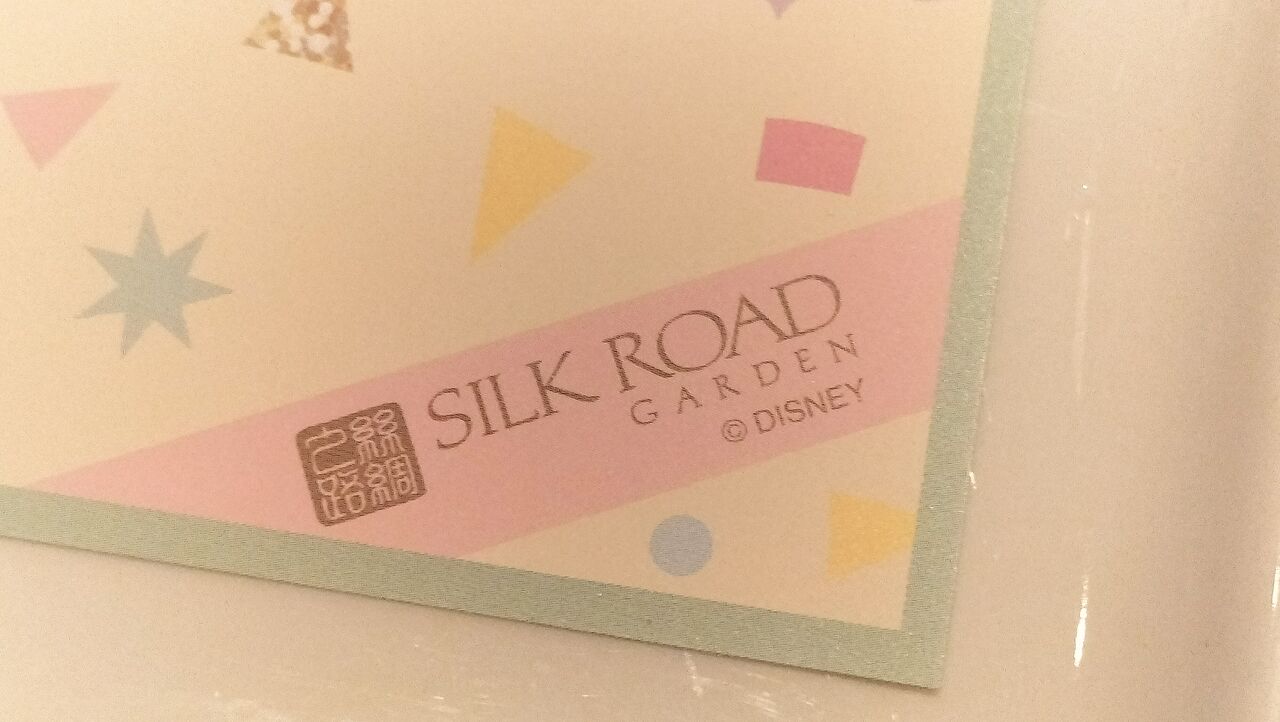 絲綢之路
SILK ROAD
GARDEN
© DISNEY